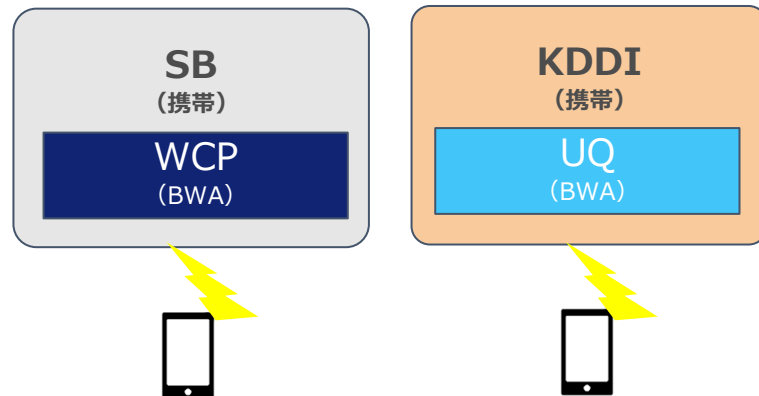 SB
（携帯）
WCP
（BWA）
KDDI
（携帯）
UQ
（BWA）